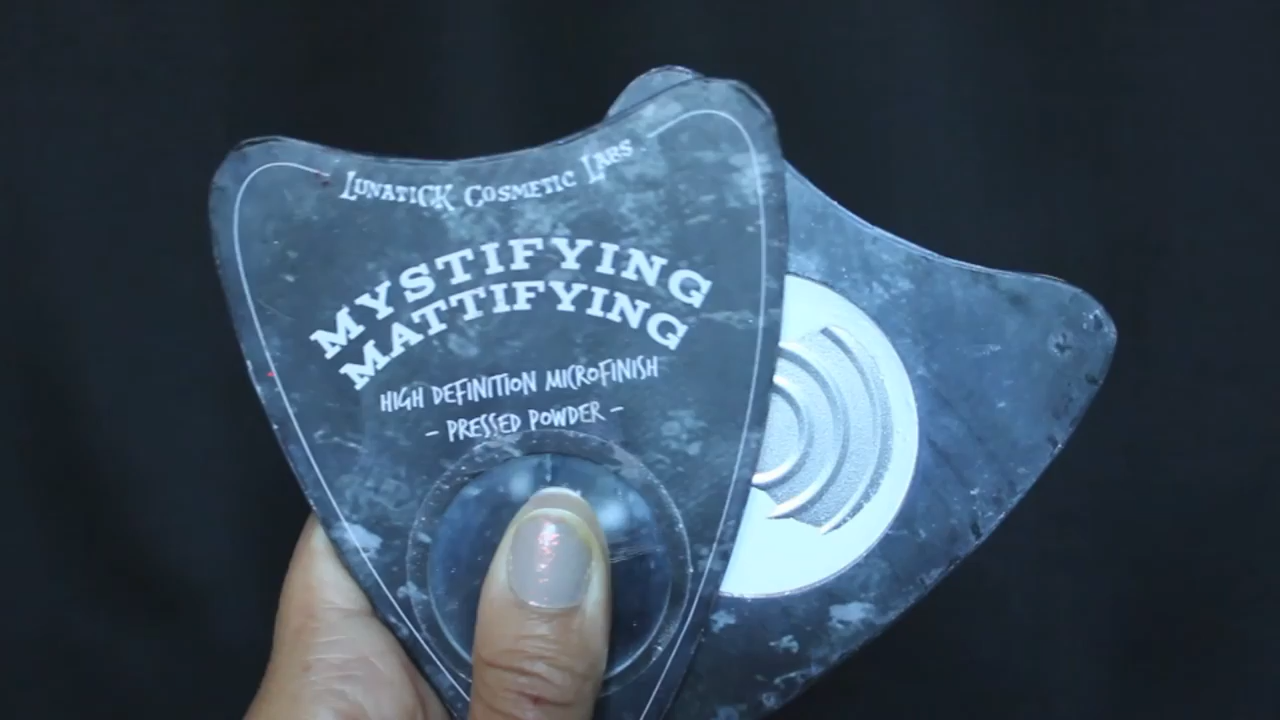 LUNATICK COSMETIC LABS
MYSTIFYING
MATTIFYING
HIGH DEFINITION MICROFINISH
- PRESSED POWDER -